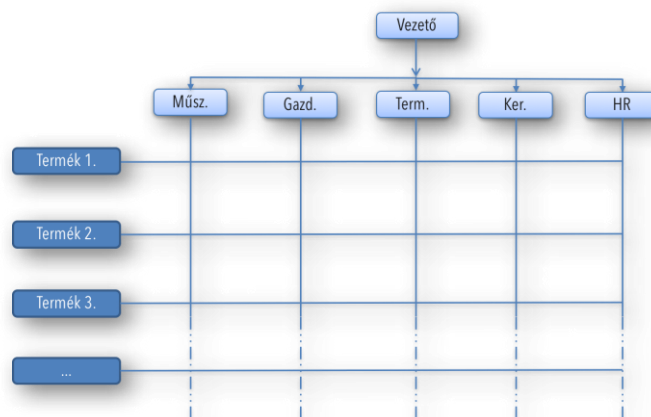 Vezető
Műsz.
Gazd.
Term.
Ker.
HR
Termék 1.
Termék 2.
Termék 3.
...